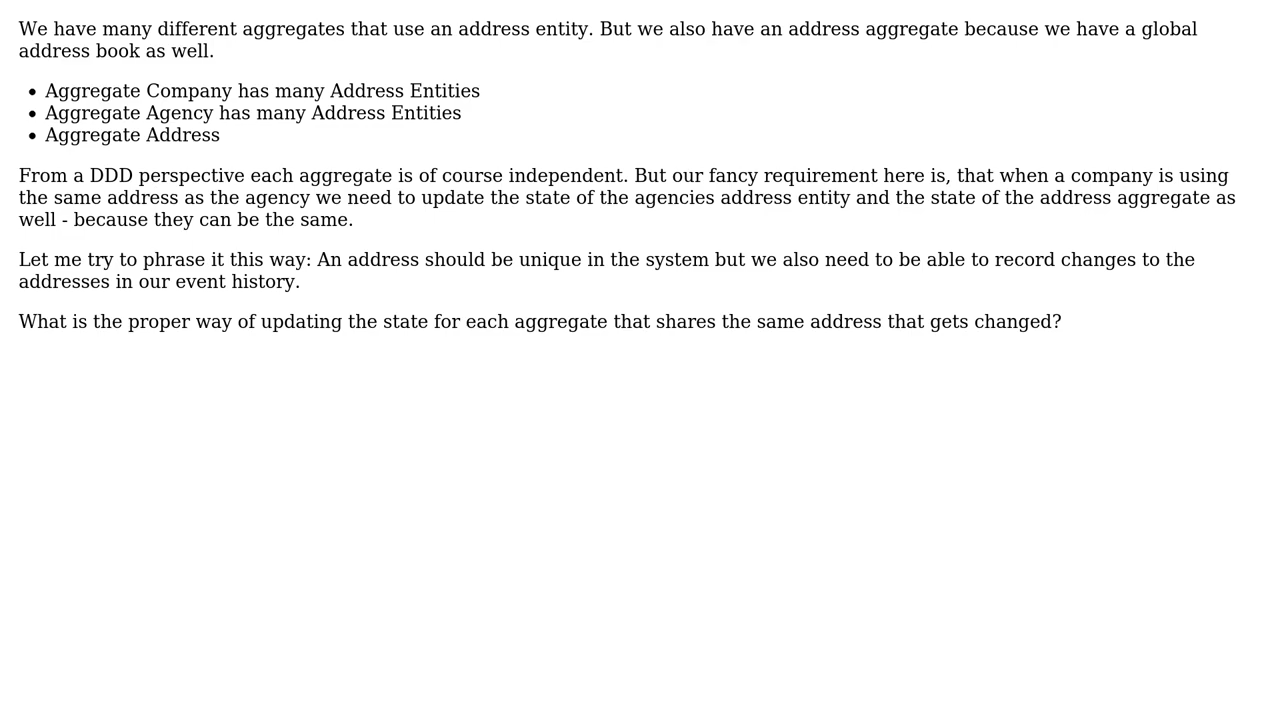 We have many different aggregates that use an address entity. But we also have an address aggregate because we have a global
address book as well.
• Aggregate Company has many Address Entities
• Aggregate Agency has many Address Entities
• Aggregate Address
From a DDD perspective each aggregate is of course independent. But our fancy requirement here is, that when a company is using
the same address as the agency we need to update the state of the agencies address entity and the state of the address aggregate as
well - because they can be the same.
Let me try to phrase it this way: An address should be unique in the system but we also need to be able to record changes to the
addresses in our event history.
What is the proper way of updating the state for each aggregate that shares the same address that gets changed?